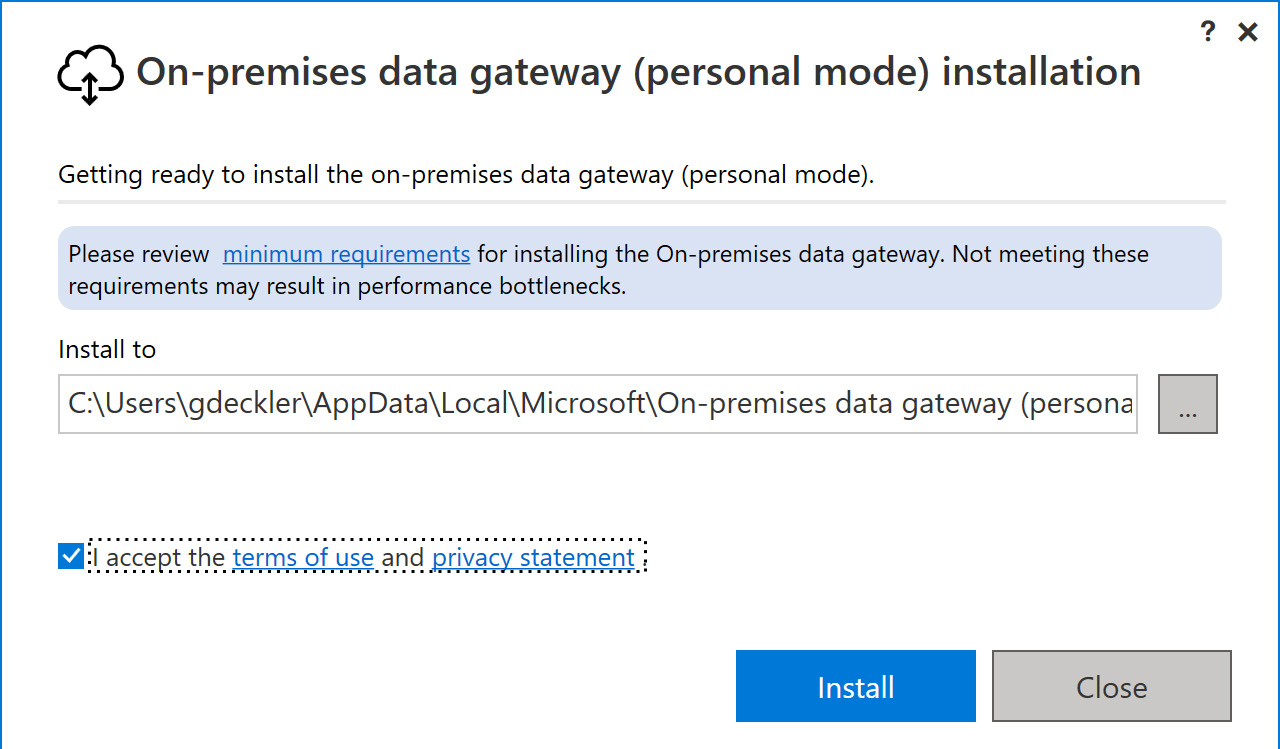 ? ×
On-premises data gateway (personal mode) installation
Getting ready to install the on-premises data gateway (personal mode).
Please review minimum requirements for installing the On-premises data gateway. Not meeting these
requirements may result in performance bottlenecks.
Install to
C:\Users\gdeckler\AppData\Local\Microsoft\On-premises data gateway (persona
...
I accept the terms of use and privacy statement .
Install
Close